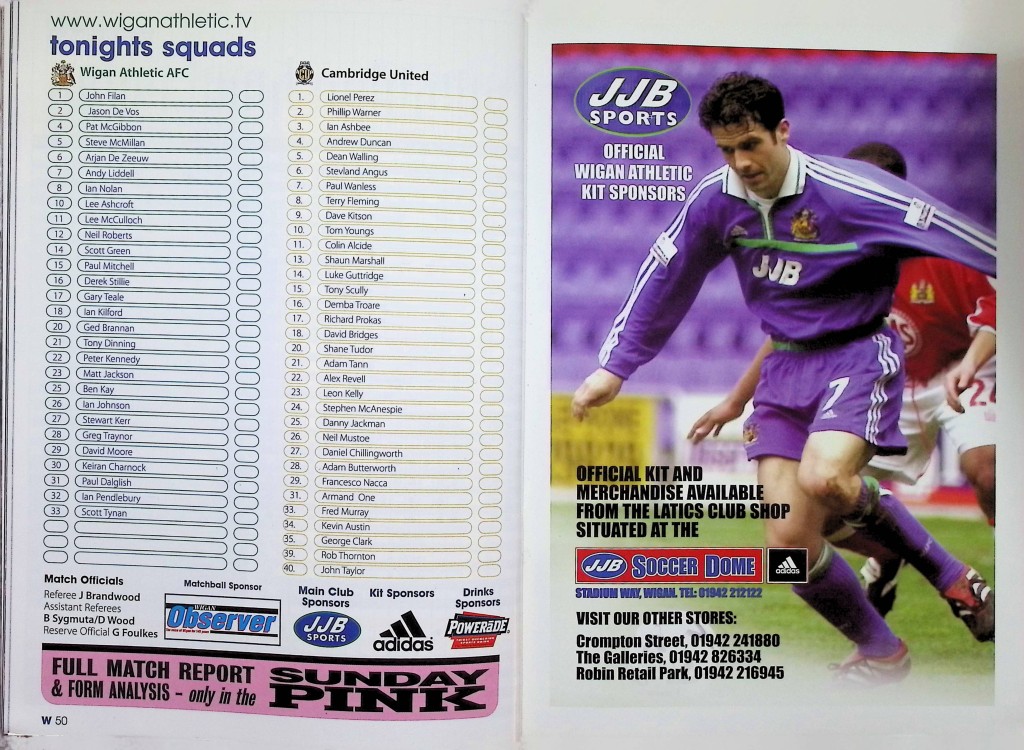 www.wiganathletic.tv
tonights squads
Wigan Athletic AFC
1 John Filan
2 Jason De Vos
4 Pat McGibbon
5 Steve McMillan
6 Arjan De Zeeuw
7 Andy Liddell
8 Ian Nolan
10 Lee Ashcroft
11 Lee McCulloch
12 Neil Roberts
14 Scott Green
15 Paul Mitchell
16 Derek Stillie
17 Gary Teale
18 Ian Kilford
20 Ged Brannan
21 Tony Dinning
22 Peter Kennedy
23 Matt Jackson
25 Ben Kay
26 Ian Johnson
27 Stewart Kerr
28 Greg Traynor
29 David Moore
30 Keiran Charnock
31 Paul Dalglish
32 Ian Pendlebury
33 Scott Tynan
Cambridge United
1. Lionel Perez
2. Phillip Warner
3. Ian Ashbee
4. Andrew Duncan
5. Dean Walling
6. Stevland Angus
7. Paul Wanless
8. Terry Fleming
9. Dave Kitson
10. Tom Youngs
11. Colin Alcide
13. Shaun Marshall
14. Luke Guttridge
15. Tony Scully
16. Demba Troare
17. Richard Prokas
18. David Bridges
20. Shane Tudor
21. Adam Tann
22. Alex Revell
23. Leon Kelly
24. Stephen McAnespie
25. Danny Jackman
26. Neil Mustoe
27. Daniel Chillingworth
28. Adam Butterworth
29. Francesco Nacca
31. Armand One
33. Fred Murray
34. Kevin Austin
35. George Clark
39. Rob Thornton
40. John Taylor
Match Officials
Referee J Brandwood
Assistant Referees
B Sygmuta/D Wood
Reserve Official G Foulkes
Matchball Sponsor
WIGAN
Observer
Main Club
Sponsors
JJB
SPORTS
Kit Sponsors
adidas
Drinks
Sponsors
POWERADE
FULL MATCH REPORT
& FORM ANALYSIS - only in the
SUNDAY
PINK
W 50
JJB
SPORTS
OFFICIAL
WIGAN ATHLETIC
KIT SPONSORS
JJB
7
2
OFFICIAL KIT AND
MERCHANDISE AVAILABLE
FROM THE LATICS CLUB SHOP
SITUATED AT THE
JJB SOCCER DOME
adidas
STADIUM WAY, WIGAN. TEL: 01942 212122
VISIT OUR OTHER STORES:
Crompton Street, 01942 241880
The Galleries, 01942 826334
Robin Retail Park, 01942 216945